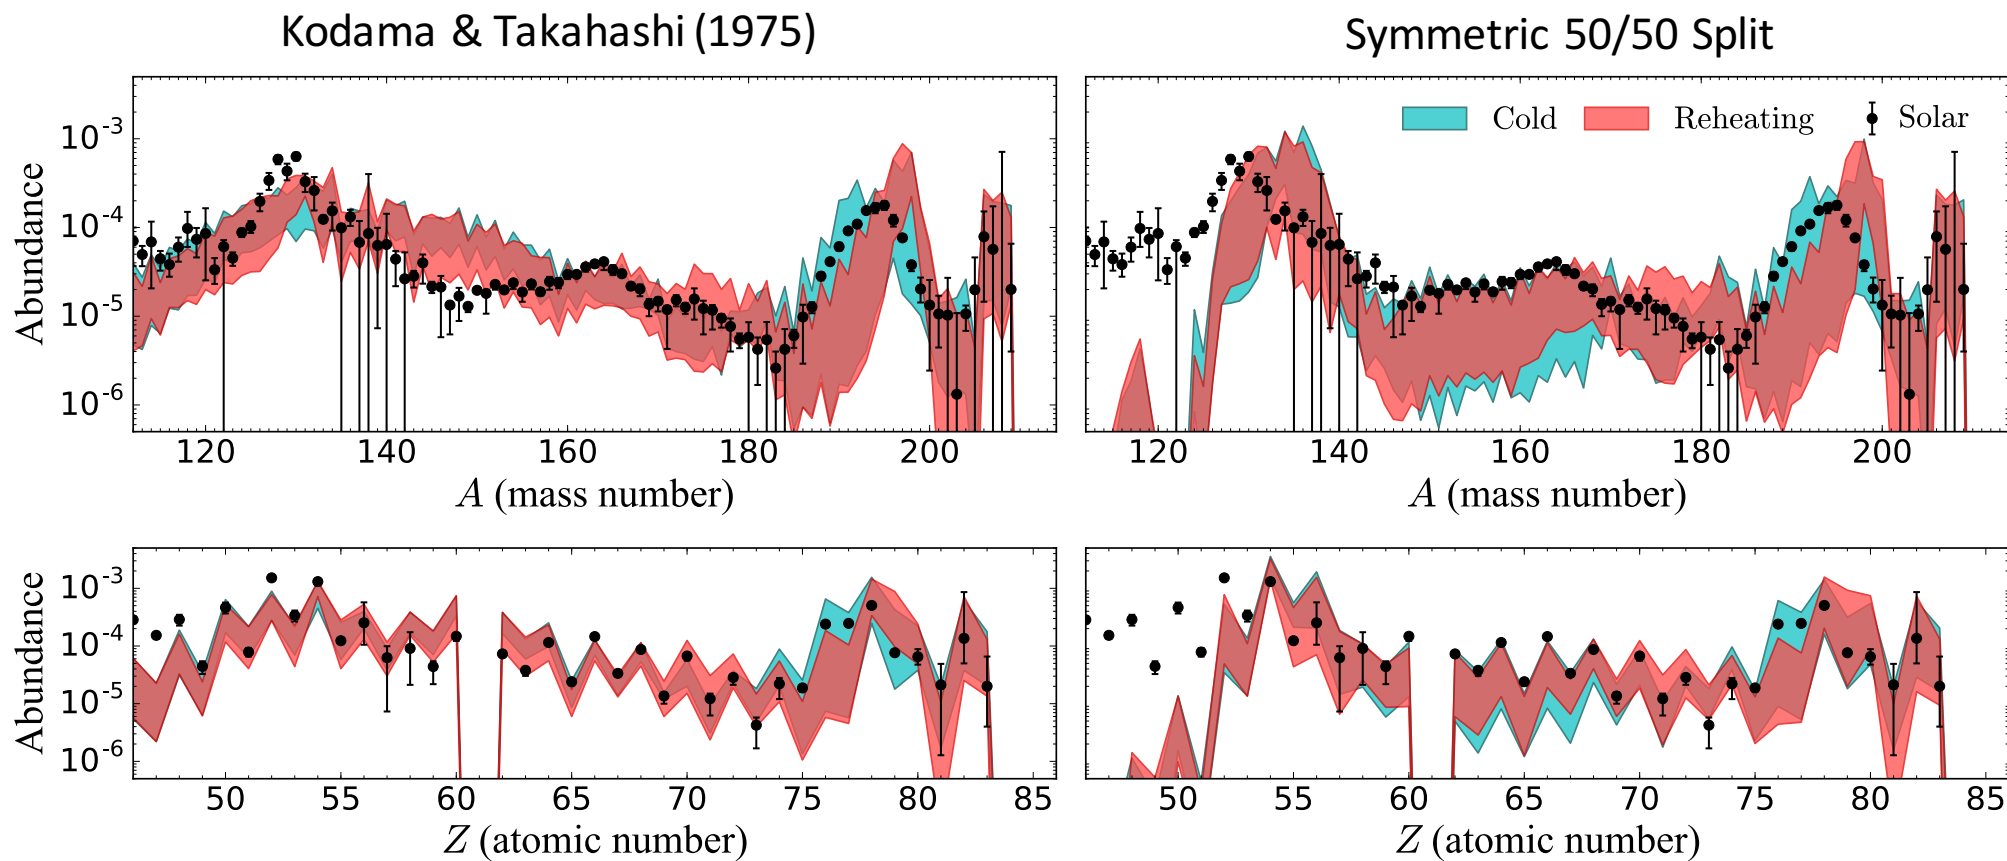 Kodama & Takahashi (1975)
Symmetric 50/50 Split
Cold
Reheating
Solar
Abundance
10⁻³
10⁻⁴
10⁻⁵
10⁻⁶
120 140 160 180 200
A (mass number)
120 140 160 180 200
A (mass number)
Abundance
10⁻³
10⁻⁴
10⁻⁵
10⁻⁶
50 55 60 65 70 75 80 85
Z (atomic number)
50 55 60 65 70 75 80 85
Z (atomic number)